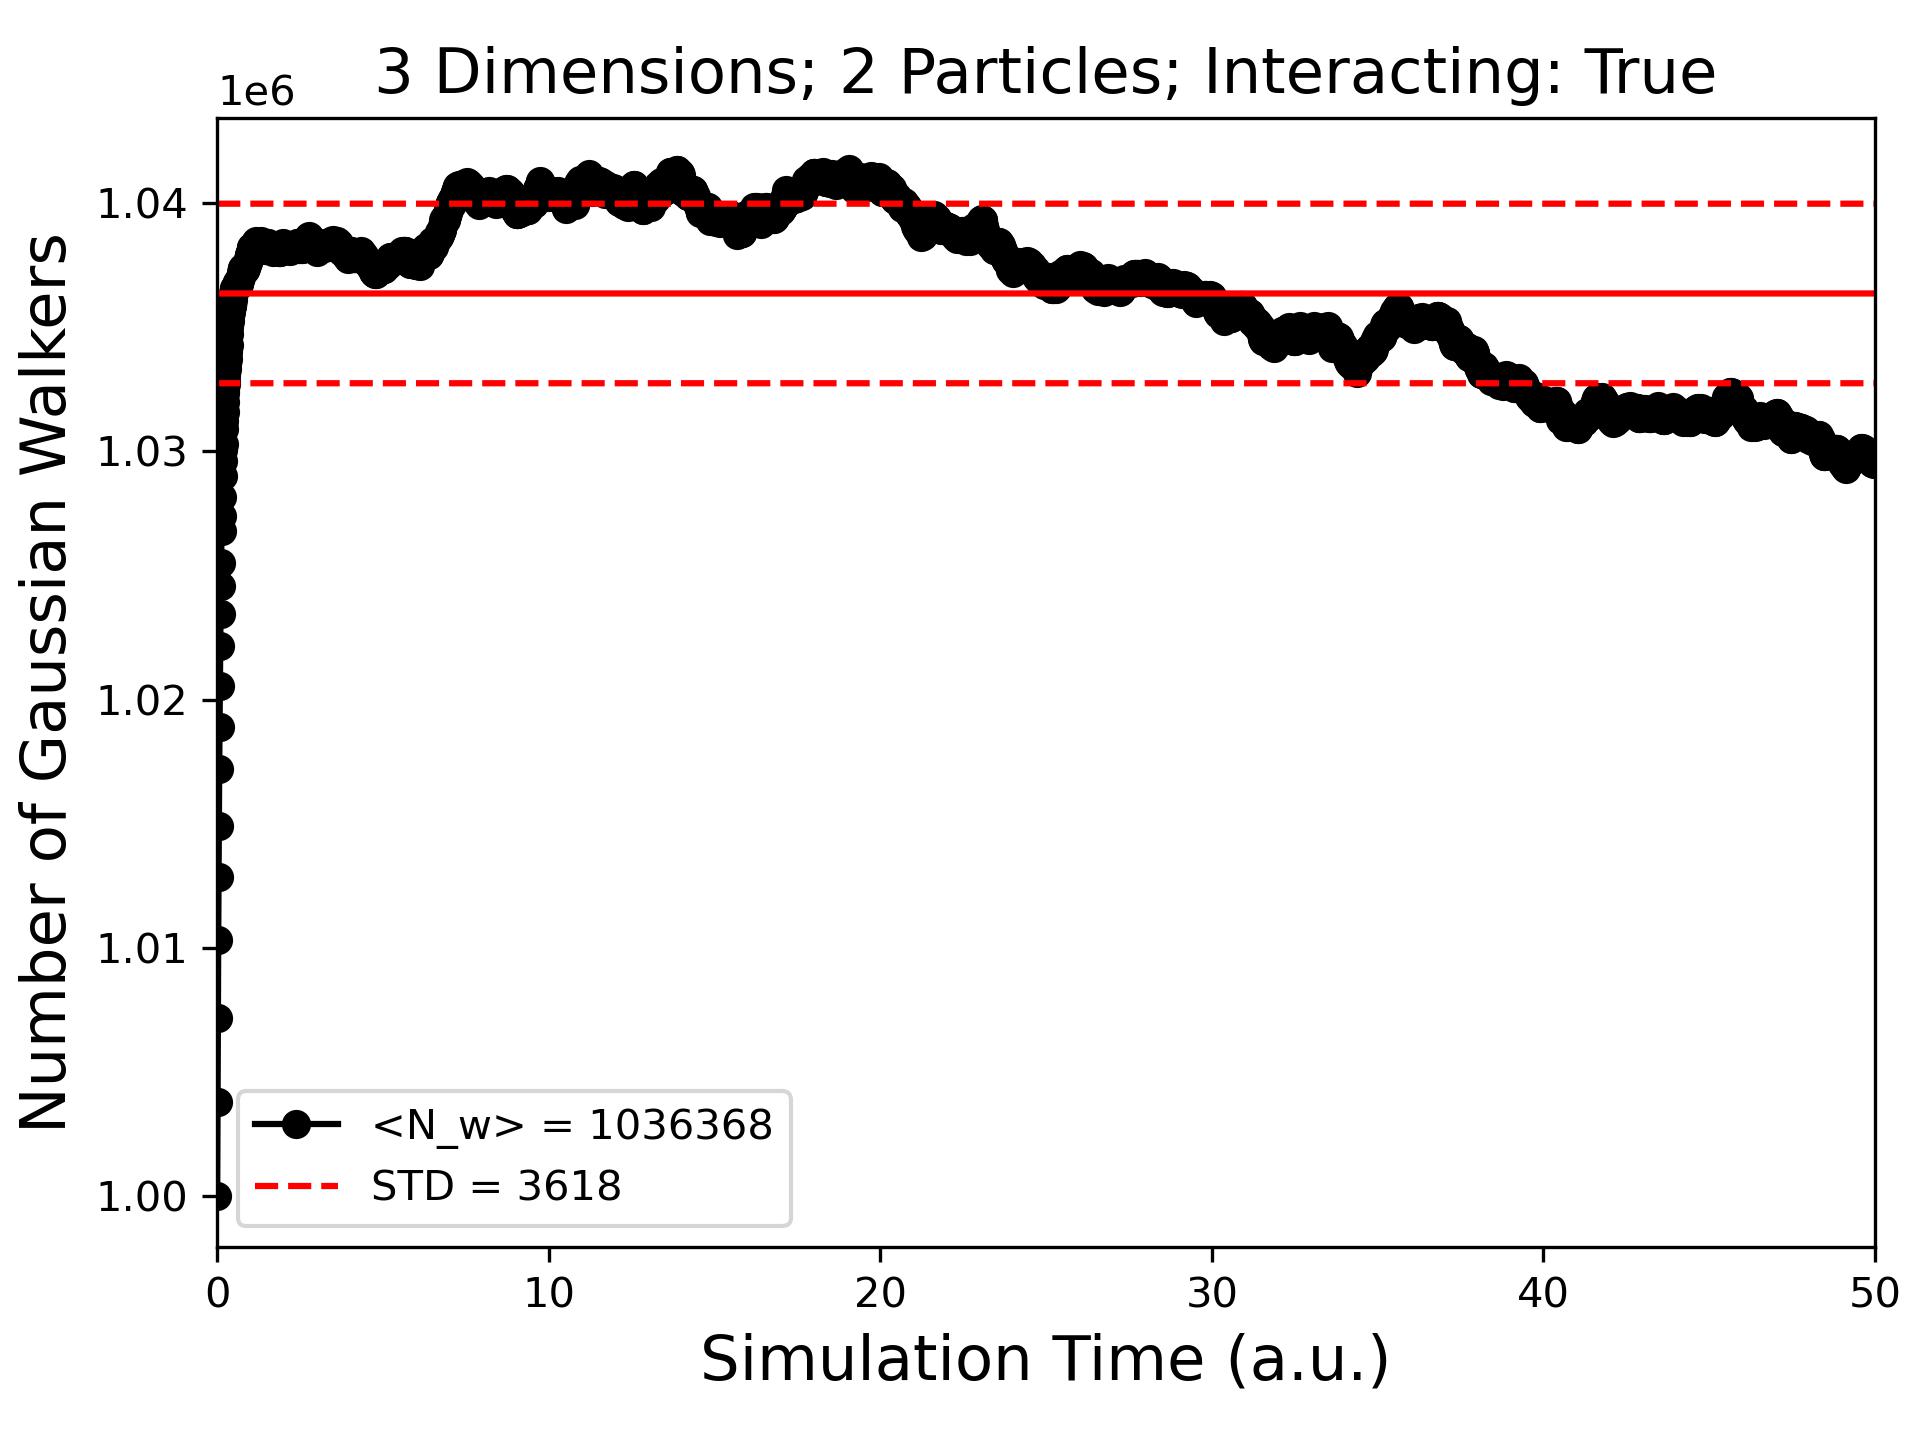 3 Dimensions; 2 Particles; Interacting: True
1e6
Number of Gaussian Walkers
1.04
1.03
1.02
1.01
1.00
<N_w> = 1036368
STD = 3618
0 10 20 30 40 50
Simulation Time (a.u.)